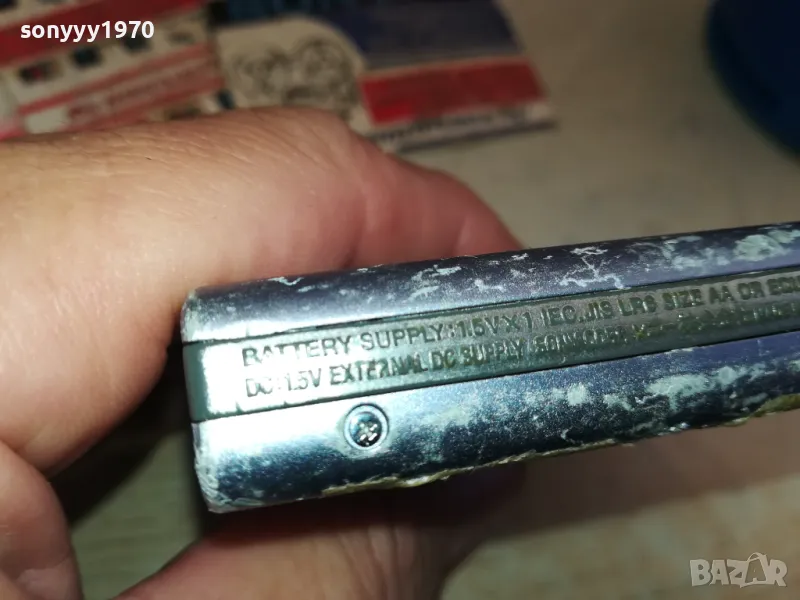 sonyyy1970
BATTERY SUPPLY:1.5V×1 IEC.JIS LR6 SIZE AA OR EQU
DC:1.5V EXTERNAL DC SUPPLY
BAZAR